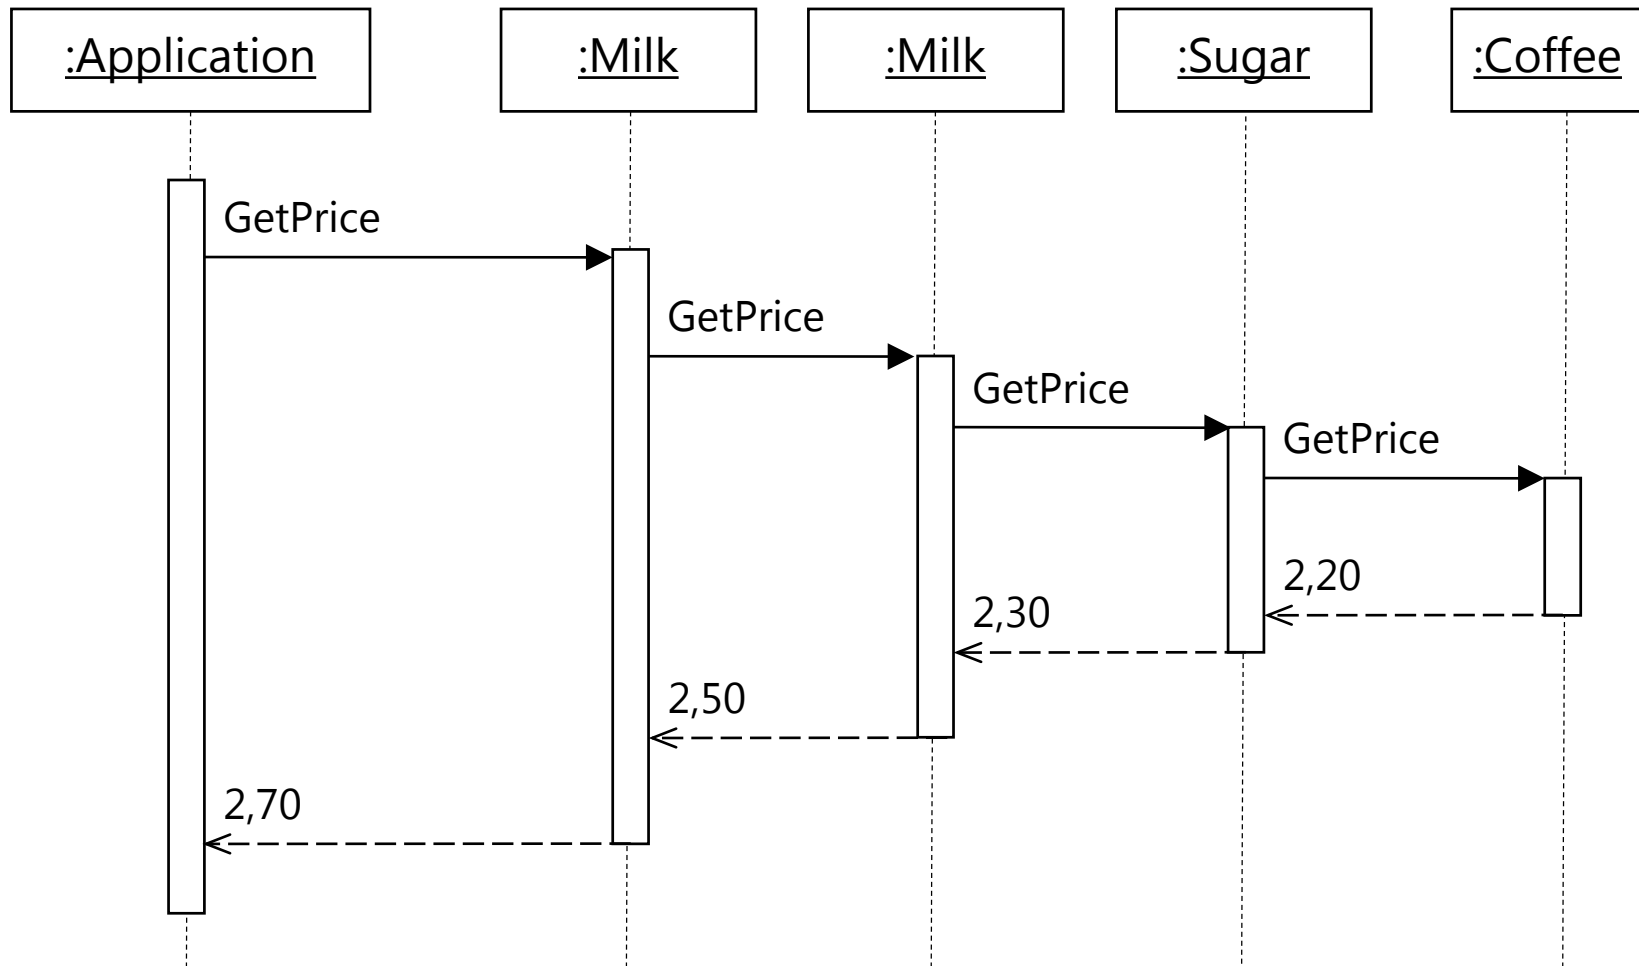 :Application
:Milk
:Milk
:Sugar
:Coffee
GetPrice
GetPrice
GetPrice
GetPrice
2,20
2,30
2,50
2,70